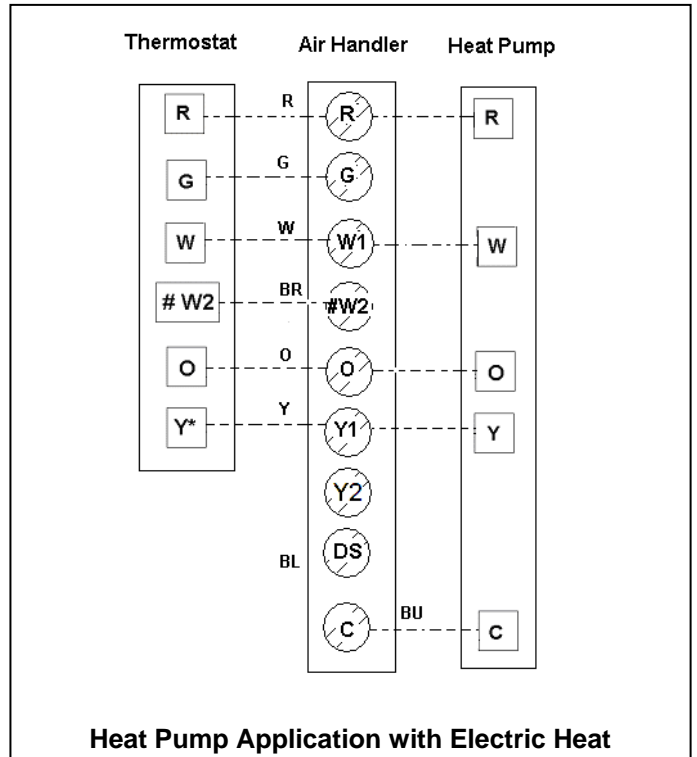 Thermostat Air Handler Heat Pump
R R R R
G G G
W W W1 W
# W2 BR #W2
O O O O
Y* Y Y1 Y
Y2
BL DS
C BU C
Heat Pump Application with Electric Heat